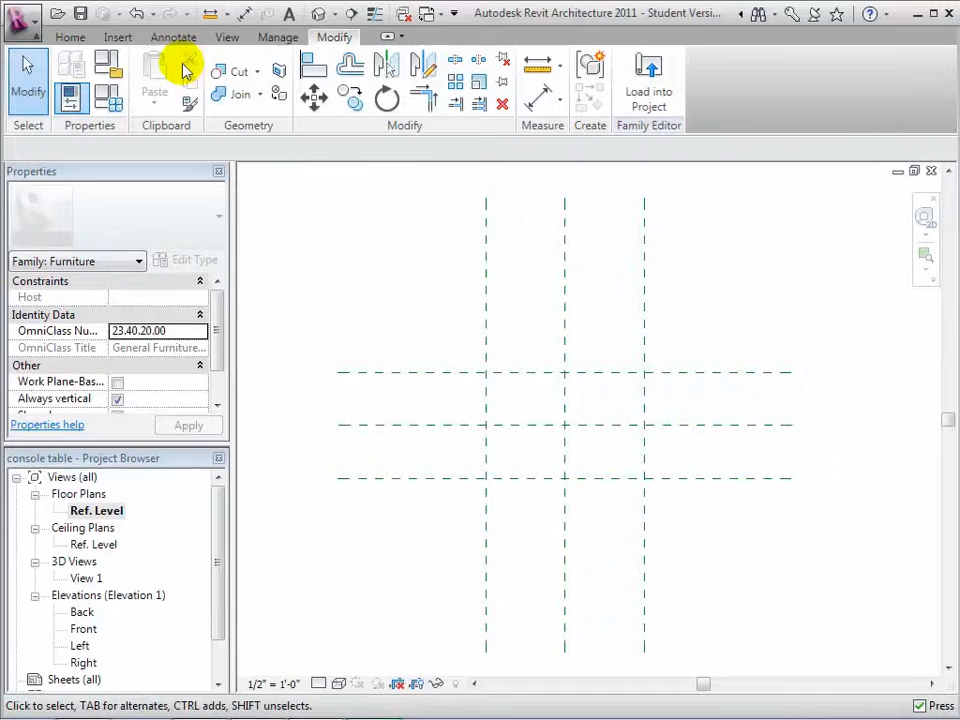 Autodesk Revit Architecture 2011 - Student Versi...
Home Insert Annotate View Manage Modify
Modify
Paste
Cut
Join
Load into
Project
Select Properties Clipboard Geometry Modify Measure Create Family Editor
Properties
Family: Furniture
Edit Type
Constraints
Host
Identity Data
OmniClass Nu... 23.40.20.00
OmniClass Title General Furniture...
Other
Work Plane-Bas...
Always vertical
Properties help
Apply
console table - Project Browser
Views (all)
Floor Plans
Ref. Level
Ceiling Plans
Ref. Level
3D Views
View 1
Elevations (Elevation 1)
Back
Front
Left
Right
Sheets (all)
2D
1/2" = 1'-0"
Click to select, TAB for alternates, CTRL adds, SHIFT unselects.
Press